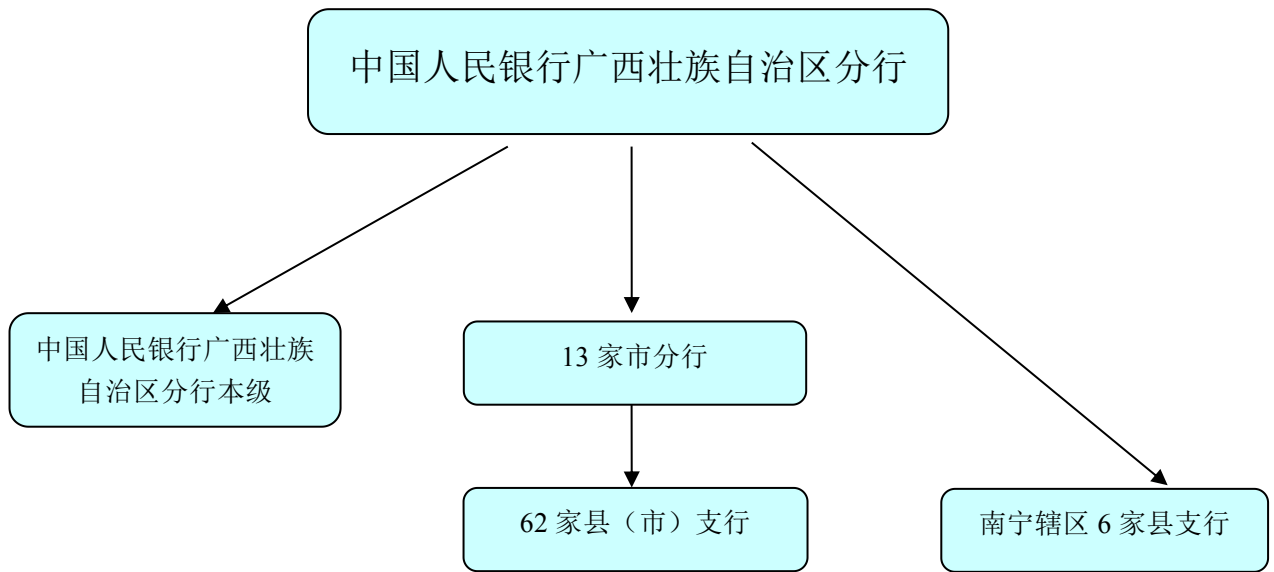 中国人民银行广西壮族自治区分行
中国人民银行广西壮族
自治区分行本级
13 家市分行
62 家县（市）支行
南宁辖区 6 家县支行